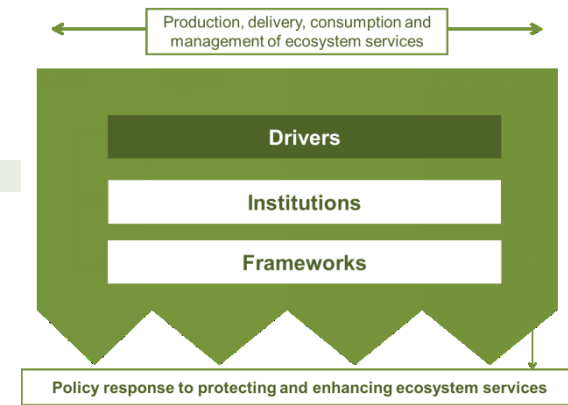 Production, delivery, consumption and
management of ecosystem services
Drivers
Institutions
Frameworks
Policy response to protecting and enhancing ecosystem services